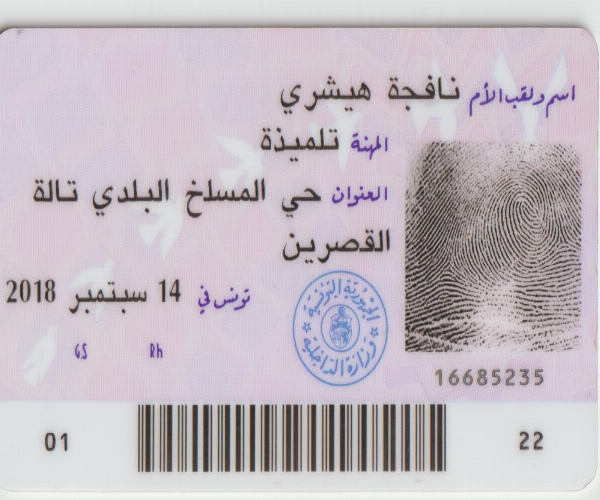 اسم ولقب الأم نافجة هيشري
المهنة تلميذة
العنوان حي المسلخ البلدي تالة
القصرين
تونس في 14 سبتمبر 2018
GS Rh
الجمهورية التونسية
وزارة الداخلية
16685235
01 22